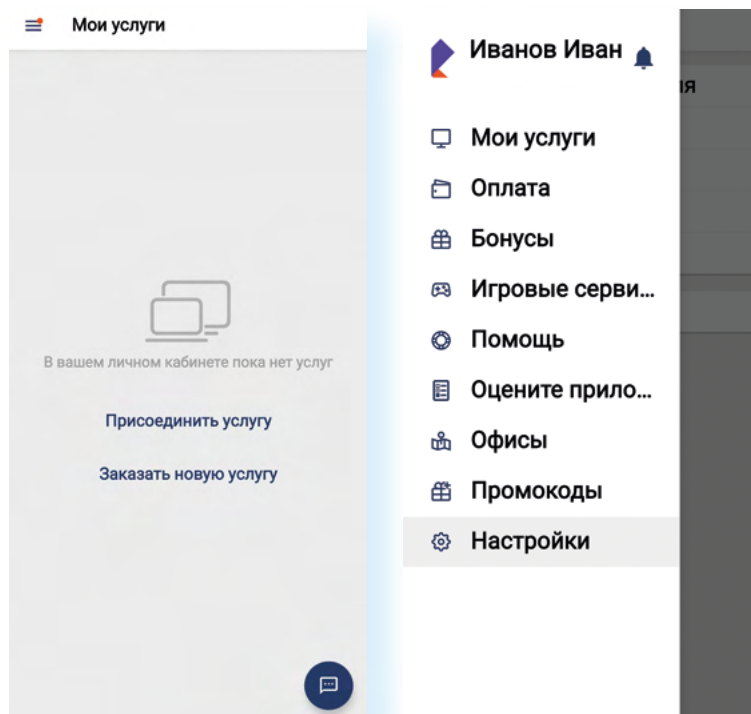 Мои услуги
В вашем личном кабинете пока нет услуг
Присоединить услугу
Заказать новую услугу
Иванов Иван
ия
Мои услуги
Оплата
Бонусы
Игровые серви...
Помощь
Оцените прило...
Офисы
Промокоды
Настройки